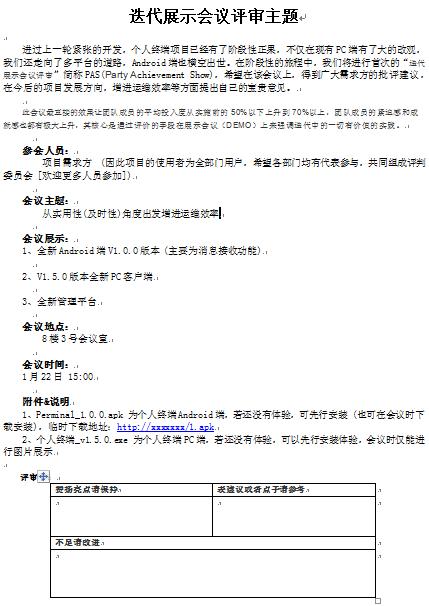 迭代展示会议评审主题
进过上一轮紧张的开发，个人终端项目已经有了阶段性正果，不仅在现有PC端有了大的改观，
我们还走向了多平台的道路，Android端也横空出世。在阶段性的旅程中，我们将进行首次的“迭代
展示会议评审”简称PAS(Party Achievement Show)，希望在该会议上，得到广大需求方的批评建议，
在今后的项目发展方向，增进运维效率等方面提出自己的宝贵意见。
此会议最直接的效果让团队成员的平均投入度从实施前的50%以下上升到70%以上，团队成员的紧迫感和成
就感也都有极大上升，其核心是通过评价的手段在展示会议（DEMO）上来强调迭代中的一切有价值的实践。
参会人员：
项目需求方 (因此项目的使用者为全部门用户，希望各部门均有代表参与，共同组成评判
委员会 [欢迎更多人员参加])
会议主题：
从实用性(及时性)角度出发增进运维效率
会议展示：
1、全新Android端V1.0.0版本(主要为消息接收功能)
2、V1.5.0版本全新PC客户端
3、全新管理平台
会议地点：
8楼3号会议室
会议时间：
1月22日 15:00
附件&说明
1、Perminal_1.0.0.apk 为个人终端Android端，若还没有体验，可先行安装(也可在会议时下
载安装)，临时下载地址：http://xxxxxxx/1.apk
2、个人终端_v1.5.0.exe 为个人终端PC端，若还没有体验，可以先行安装体验，会议时仅能进
行图片展示
评审
赞扬亮点请保持
我建议或者点子请参考
不足请改进